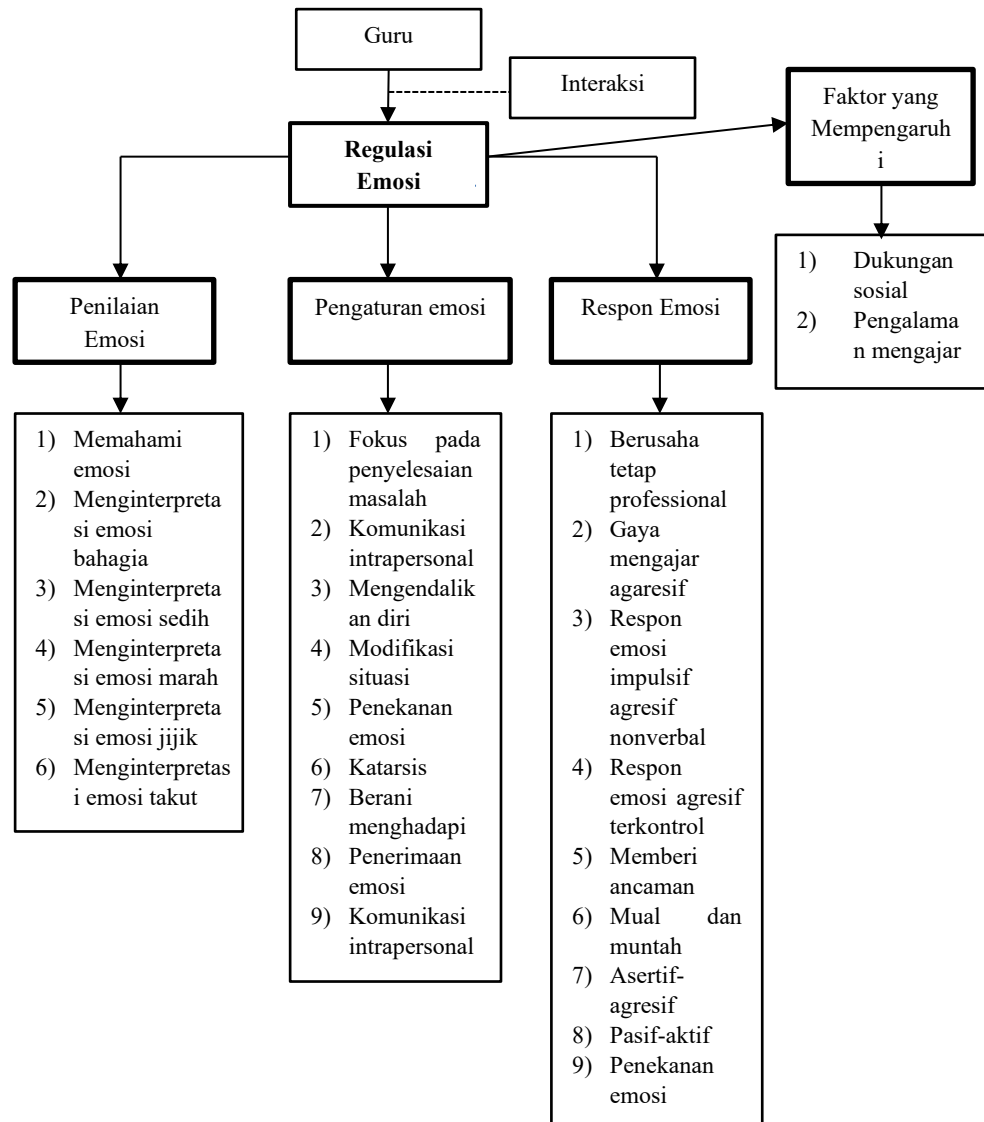 Guru
Interaksi
Faktor yang
Mempengaruh
i
Regulasi
Emosi
1) Dukungan
sosial
2) Pengalama
n mengajar
Penilaian
Emosi
Pengaturan emosi
Respon Emosi
1) Memahami
emosi
2) Menginterpreta
si emosi
bahagia
3) Menginterpreta
si emosi sedih
4) Menginterpreta
si emosi marah
5) Menginterpreta
si emosi jijik
6) Menginterpretas
i emosi takut
1) Fokus pada
penyelesaian
masalah
2) Komunikasi
intrapersonal
3) Mengendalik
an diri
4) Modifikasi
situasi
5) Penekanan
emosi
6) Katarsis
7) Berani
menghadapi
8) Penerimaan
emosi
9) Komunikasi
intrapersonal
1) Berusaha
tetap
professional
2) Gaya
mengajar
agaresif
3) Respon
emosi
impulsif
agresif
nonverbal
4) Respon
emosi agresif
terkontrol
5) Memberi
ancaman
6) Mual dan
muntah
7) Asertif-
agresif
8) Pasif-aktif
9) Penekanan
emosi